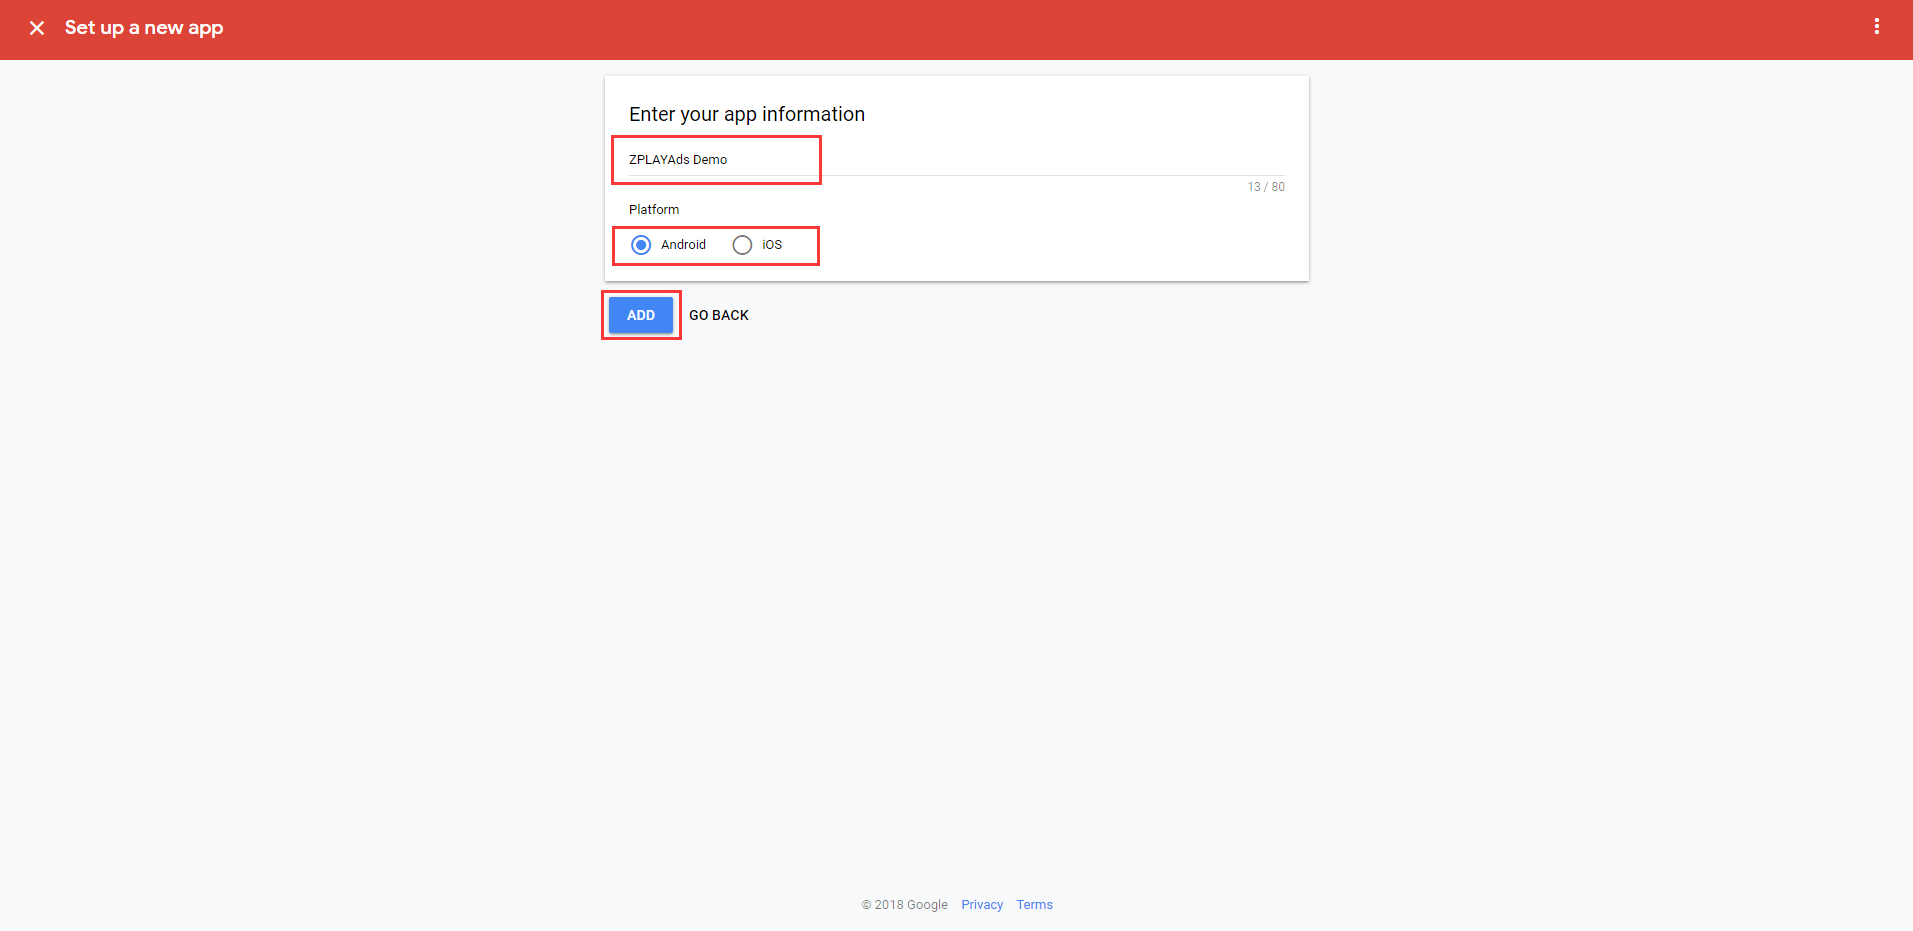 Set up a new app
Enter your app information
ZPLAYAds Demo
13 / 80
Platform
Android iOS
ADD GO BACK
© 2018 Google Privacy Terms